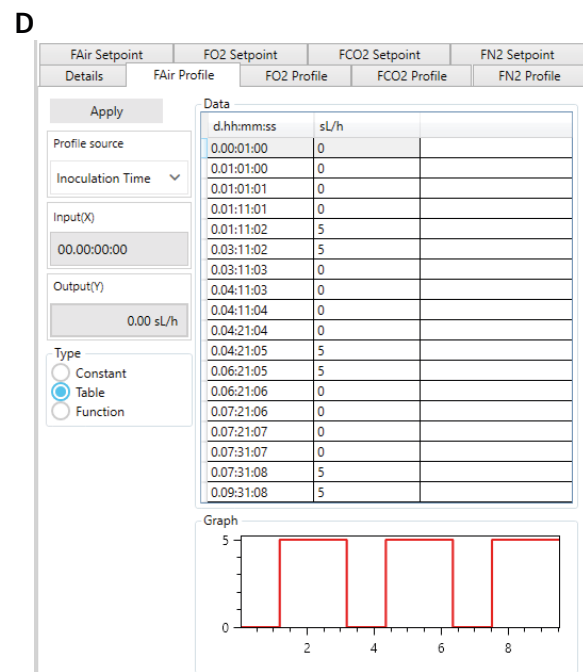 D
FAir Setpoint FO2 Setpoint FCO2 Setpoint FN2 Setpoint
Details FAir Profile FO2 Profile FCO2 Profile FN2 Profile
Apply
Profile source
Inoculation Time
Input(X)
00.00:00:00
Output(Y)
0.00 sL/h
Type
Constant
Table
Function
Data
d.hh:mm:ss sL/h
0.00:01:00 0
0.01:01:00 0
0.01:01:01 0
0.01:11:01 0
0.01:11:02 5
0.03:11:02 5
0.03:11:03 0
0.04:11:03 0
0.04:11:04 0
0.04:21:04 0
0.04:21:05 5
0.06:21:05 5
0.06:21:06 0
0.07:21:06 0
0.07:21:07 0
0.07:31:07 0
0.07:31:08 5
0.09:31:08 5
Graph
5
0
2 4 6 8